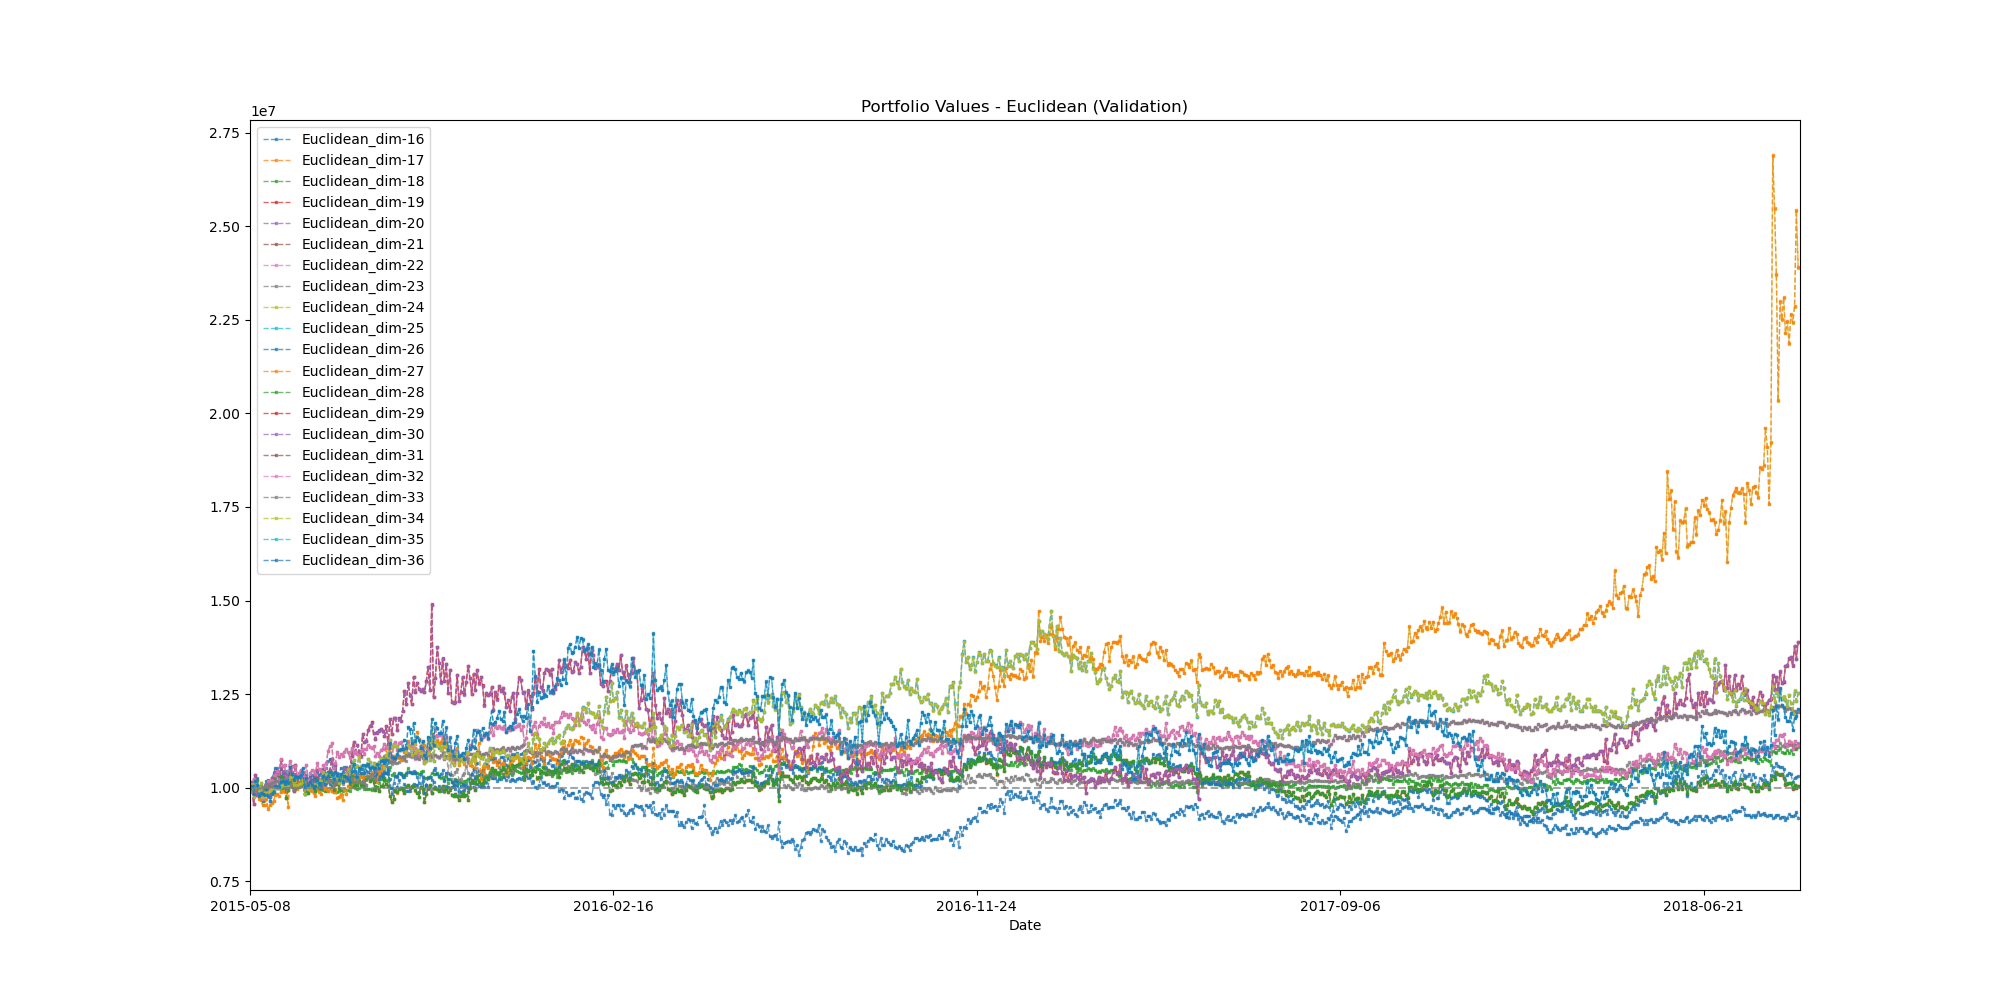 Portfolio Values - Euclidean (Validation)
1e7
2.75
2.50
2.25
2.00
1.75
1.50
1.25
1.00
0.75
Euclidean_dim-16
Euclidean_dim-17
Euclidean_dim-18
Euclidean_dim-19
Euclidean_dim-20
Euclidean_dim-21
Euclidean_dim-22
Euclidean_dim-23
Euclidean_dim-24
Euclidean_dim-25
Euclidean_dim-26
Euclidean_dim-27
Euclidean_dim-28
Euclidean_dim-29
Euclidean_dim-30
Euclidean_dim-31
Euclidean_dim-32
Euclidean_dim-33
Euclidean_dim-34
Euclidean_dim-35
Euclidean_dim-36
2015-05-08 2016-02-16 2016-11-24 2017-09-06 2018-06-21
Date